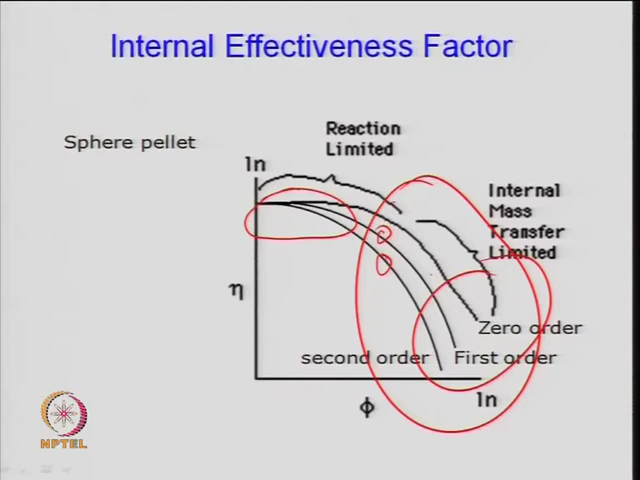 Internal Effectiveness Factor
Sphere pellet
Reaction
Limited
ln
Internal
Mass
Transfer
Limited
η
Zero order
second order
First order
ϕ
ln
NPTEL